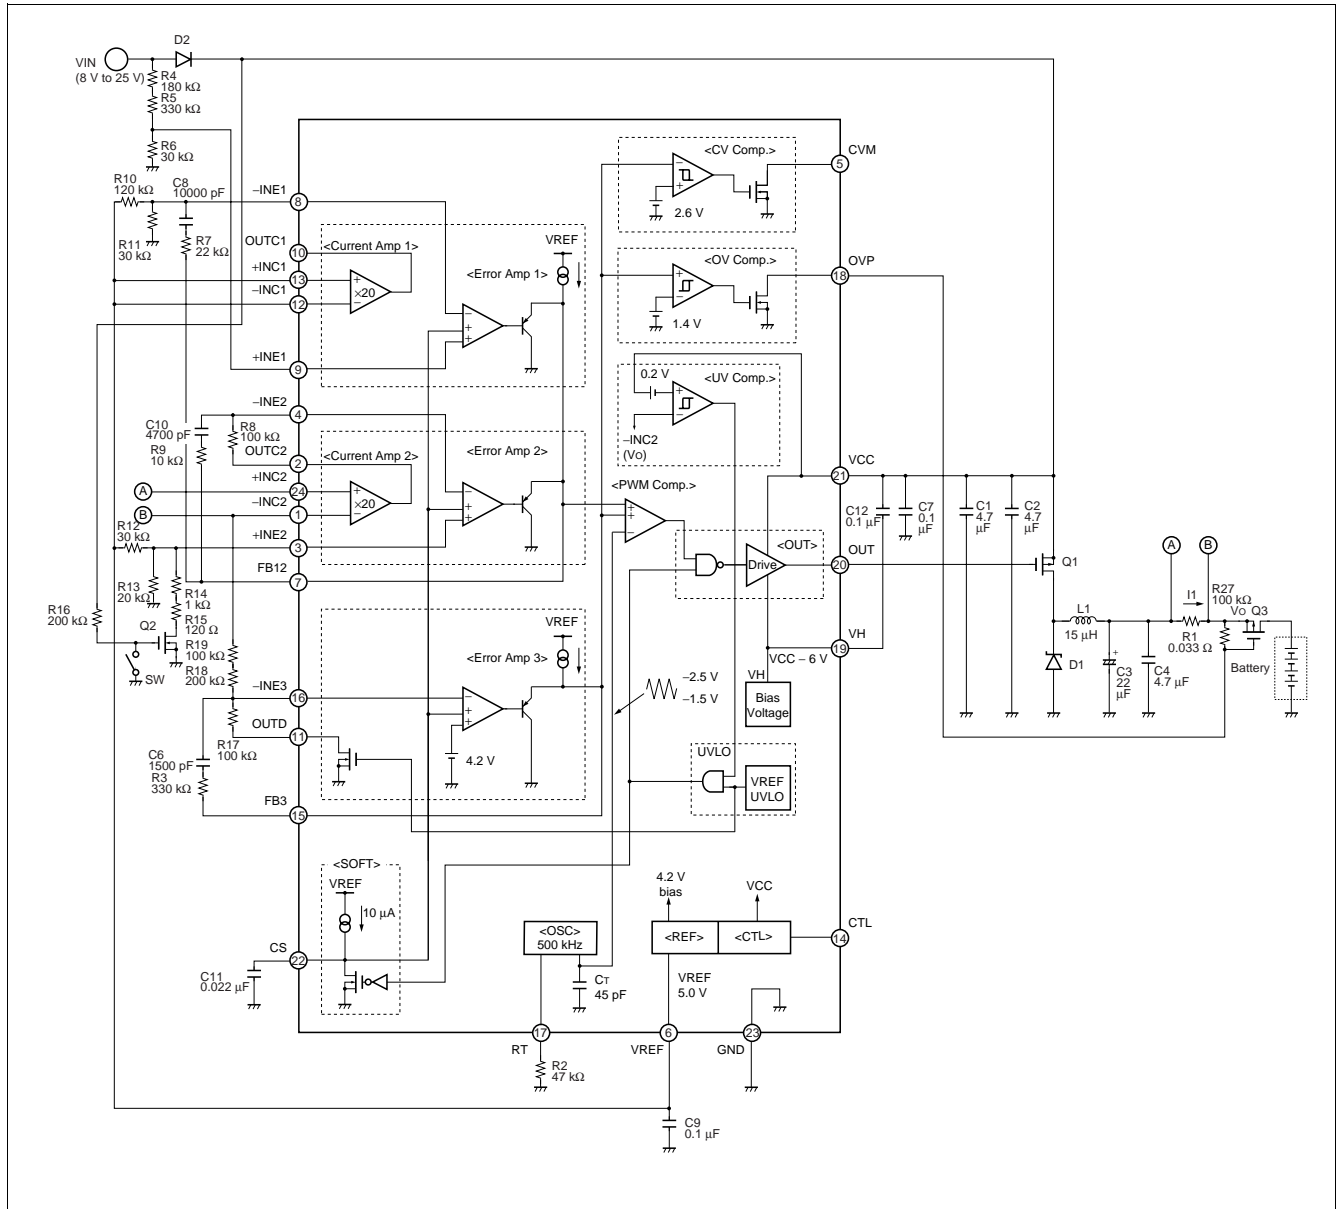 D2
VIN
(8 V to 25 V)
R4
180 kΩ
R5
330 kΩ
R6
30 kΩ
R10
120 kΩ
C8
10000 pF
R11
30 kΩ
R7
22 kΩ
–INE1
8
OUTC1
10
+INC1
13
–INC1
12
+INE1
9
<Current Amp 1>
+
×20
–
<Error Amp 1>
VREF
–
+
+
<CV Comp.>
–
+
2.6 V
CVM
5
<OV Comp.>
+
–
1.4 V
OVP
18
<UV Comp.>
0.2 V
+
–
–INC2
(VO)
–INE2
4
C10
4700 pF
R8
100 kΩ
R9
10 kΩ
OUTC2
2
+INC2
A
24
–INC2
B
1
R12
30 kΩ
+INE2
3
FB12
7
<Current Amp 2>
+
×20
–
<Error Amp 2>
–
+
+
<PWM Comp.>
+
+
–
<OUT>
Drive
VCC
21
C12
0.1 µF
C7
0.1
µF
C1
4.7
µF
C2
4.7
µF
OUT
20
Q1
A
B
R27
100 kΩ
I1
VO
Q3
L1
15 µH
R1
0.033 Ω
D1
+
C3
22
µF
C4
4.7 µF
Battery
VH
19
VCC – 6 V
VH
Bias
Voltage
R13
20 kΩ
R14
1 kΩ
R15
120 Ω
R16
200 kΩ
Q2
SW
R19
100 kΩ
R18
200 kΩ
–INE3
16
OUTD
11
R17
100 kΩ
C6
1500 pF
R3
330 kΩ
FB3
15
<Error Amp 3>
VREF
–
+
+
4.2 V
–2.5 V
–1.5 V
UVLO
VREF
UVLO
<SOFT>
VREF
10 µA
CS
22
C11
0.022 µF
<OSC>
500 kHz
CT
45 pF
4.2 V
bias
VCC
<REF>
<CTL>
CTL
14
VREF
5.0 V
17
RT
6
VREF
23
GND
R2
47 kΩ
C9
0.1 µF